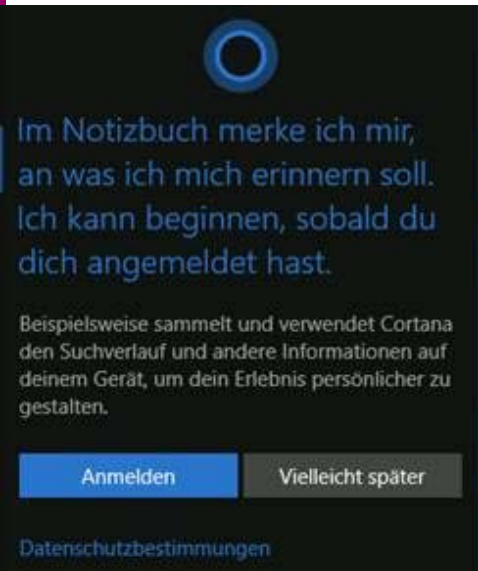 Im Notizbuch merke ich mir,
an was ich mich erinnern soll.
Ich kann beginnen, sobald du
dich angemeldet hast.
Beispielsweise sammelt und verwendet Cortana
den Suchverlauf und andere Informationen auf
deinem Gerät, um dein Erlebnis persönlicher zu
gestalten.
Anmelden
Vielleicht später
Datenschutzbestimmungen